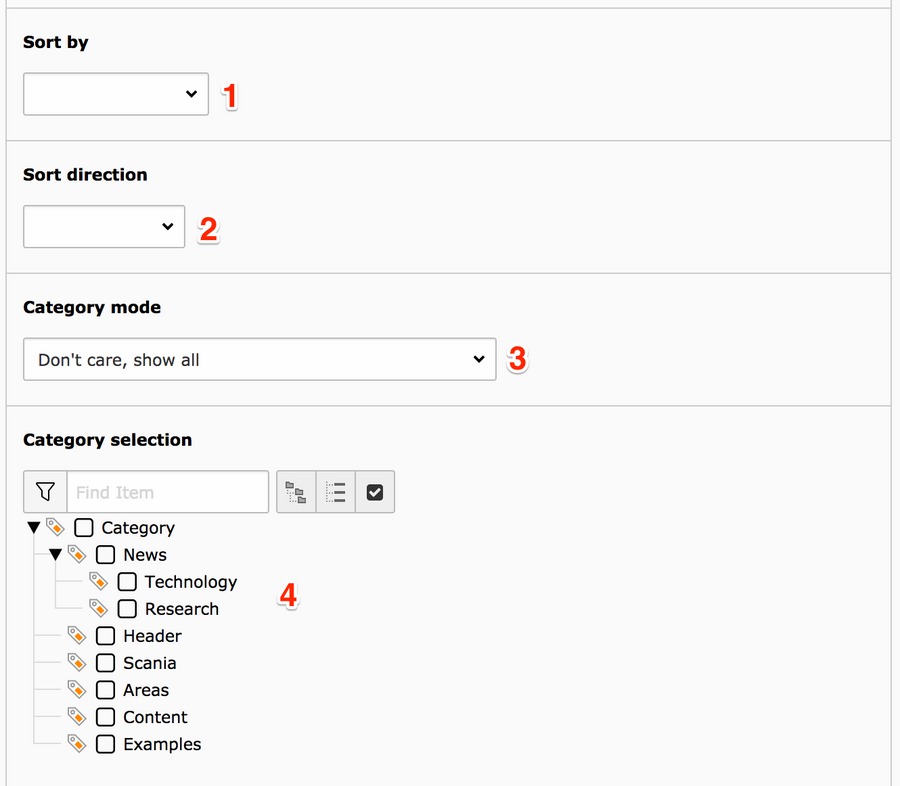 Sort by
1
Sort direction
2
Category mode
Don't care, show all
3
Category selection
Find Item
Category
News
Technology
4
Research
Header
Scania
Areas
Content
Examples